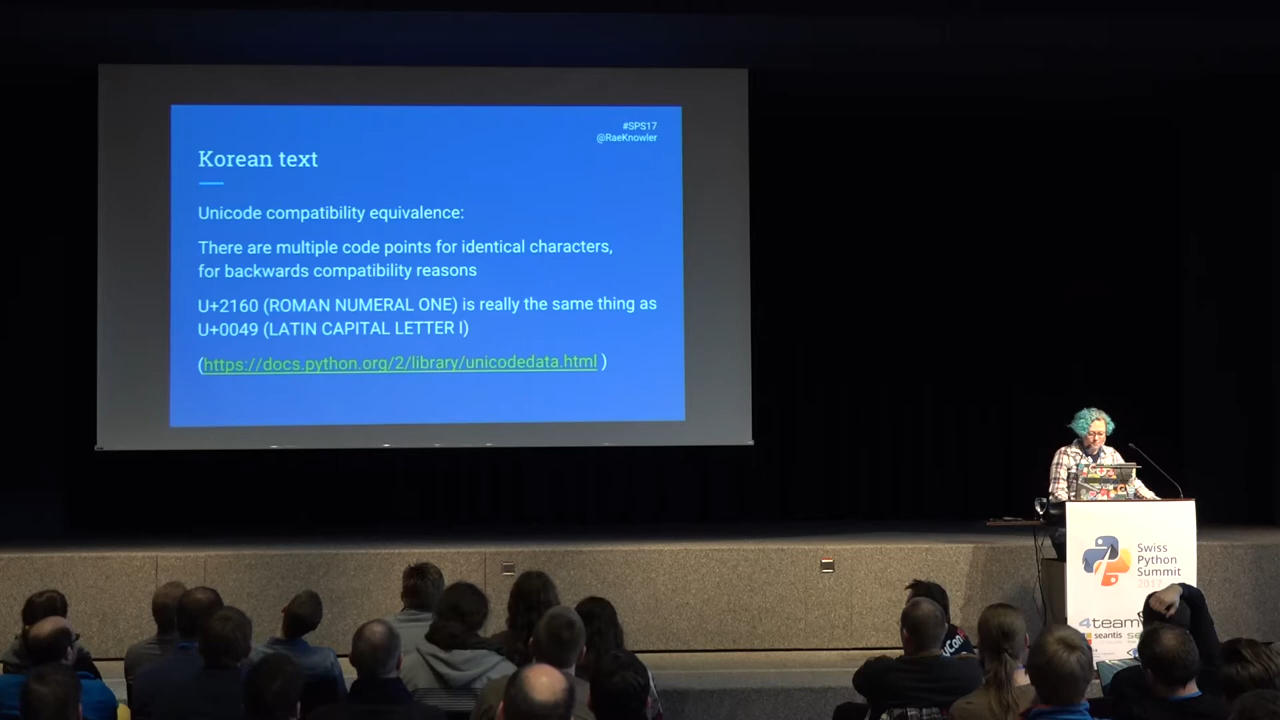 #SPS17
@RaeKnowler
Korean text
Unicode compatibility equivalence:
There are multiple code points for identical characters,
for backwards compatibility reasons
U+2160 (ROMAN NUMERAL ONE) is really the same thing as
U+0049 (LATIN CAPITAL LETTER I)
(https://docs.python.org/2/library/unicodedata.html )
Swiss
Python
Summit
2017
4team
seantis